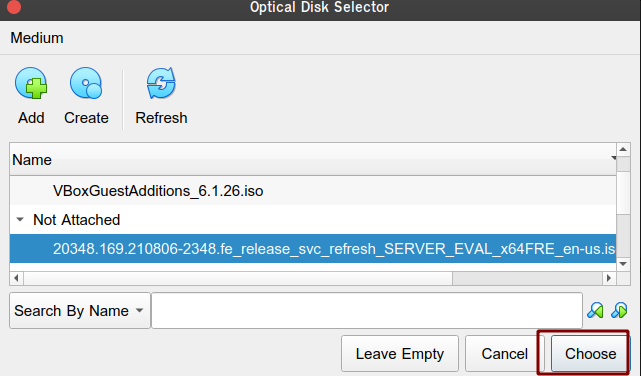 Optical Disk Selector
Medium
Add Create Refresh
Name
VBoxGuestAdditions_6.1.26.iso
Not Attached
20348.169.210806-2348.fe_release_svc_refresh_SERVER_EVAL_x64FRE_en-us.is
Search By Name
Leave Empty Cancel Choose